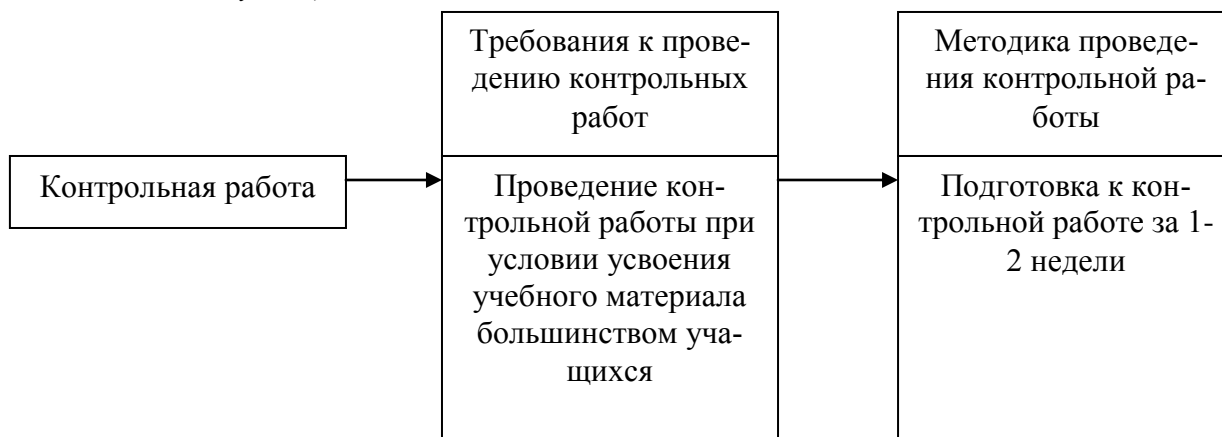 Контрольная работа
Требования к прове-
дению контрольных
работ
Проведение кон-
трольной работы при
условии усвоения
учебного материала
большинством уча-
щихся
Методика проведе-
ния контрольной ра-
боты
Подготовка к кон-
трольной работе за 1-
2 недели